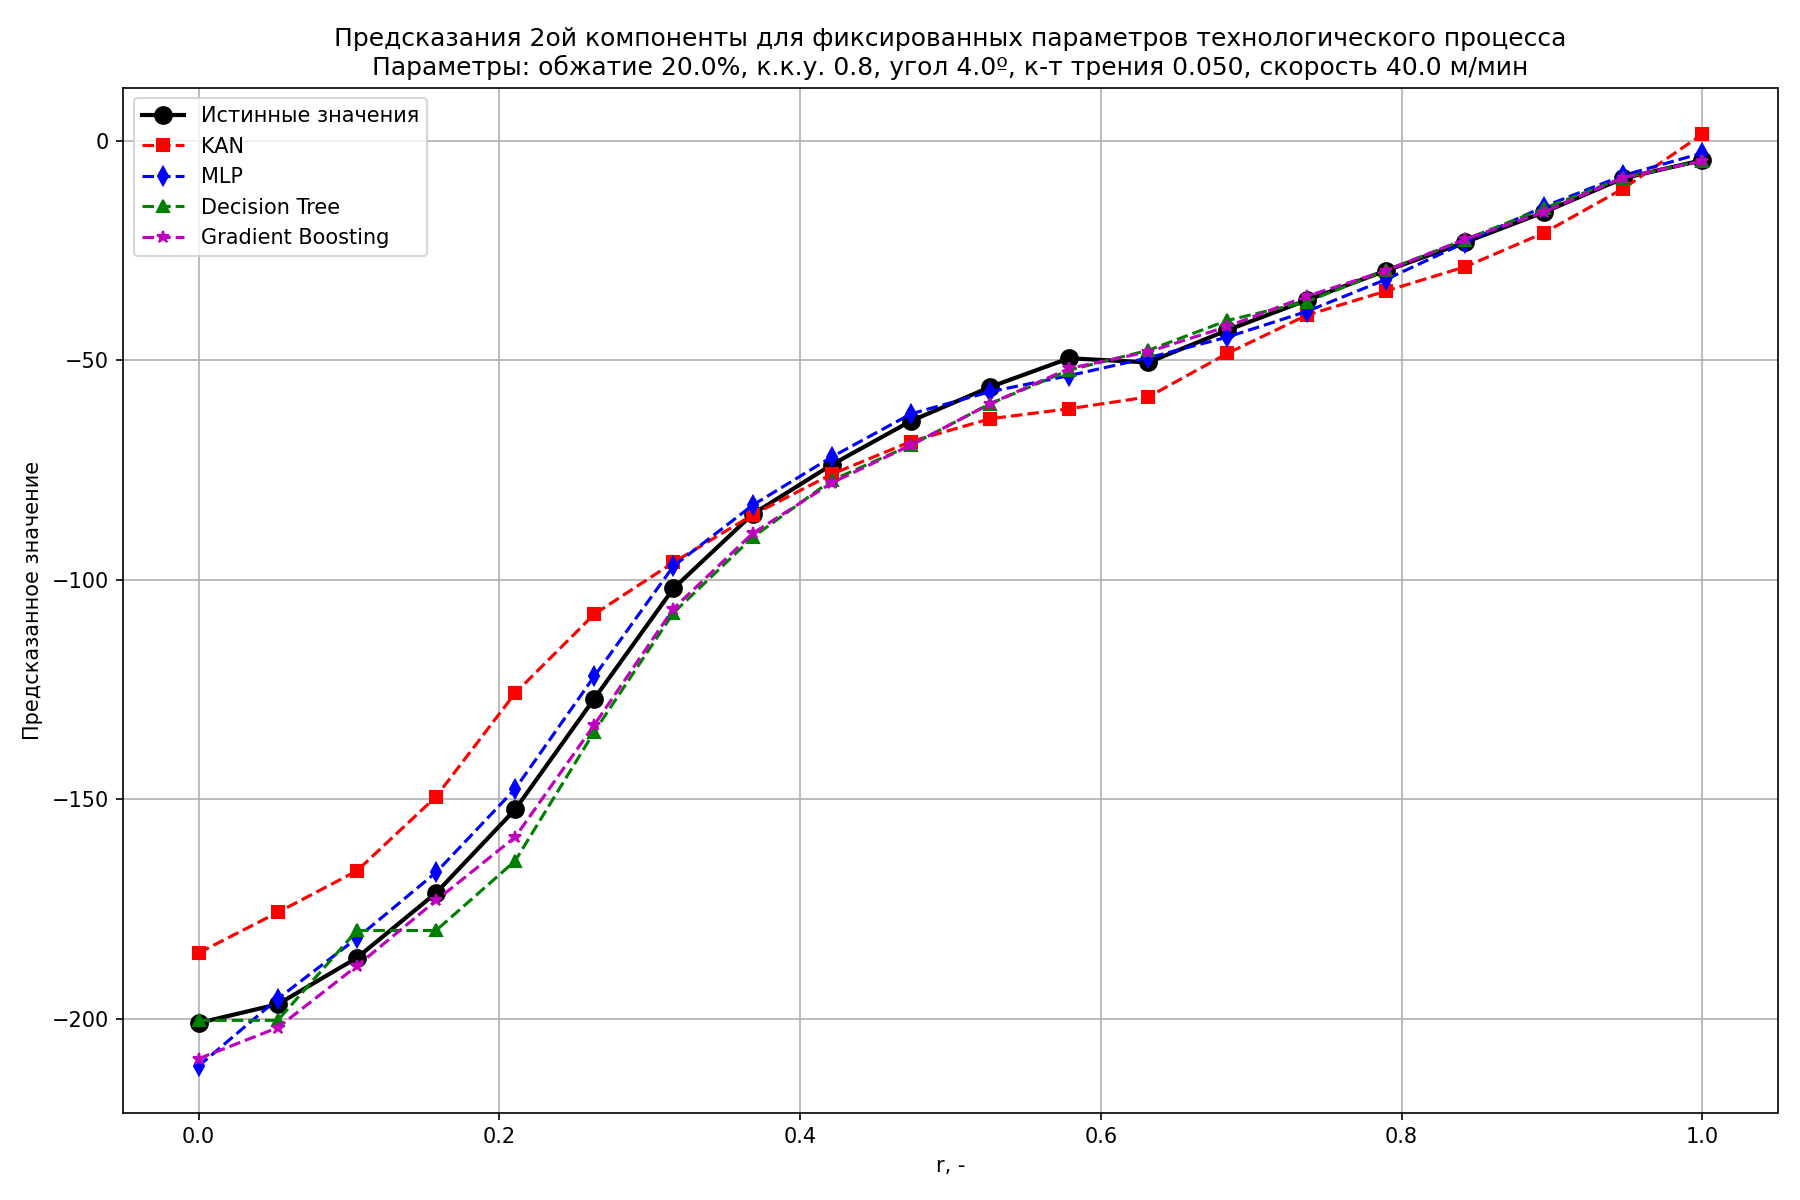 Предсказания 2ой компоненты для фиксированных параметров технологического процесса
Параметры: обжатие 20.0%, к.к.у. 0.8, угол 4.0º, к-т трения 0.050, скорость 40.0 м/мин
Истинные значения
KAN
MLP
Decision Tree
Gradient Boosting
Предсказанное значение
0
−50
−100
−150
−200
0.0
0.2
0.4
0.6
0.8
1.0
r, -